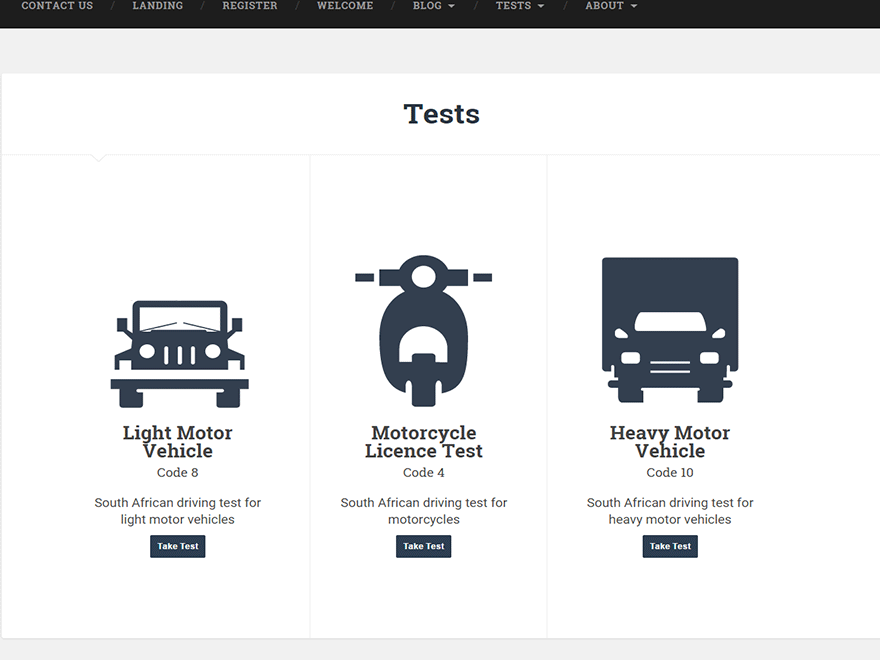 CONTACT US / LANDING / REGISTER / WELCOME / BLOG / TESTS / ABOUT
Tests
Light Motor
Vehicle
Code 8
South African driving test for
light motor vehicles
Take Test
Motorcycle
Licence Test
Code 4
South African driving test for
motorcycles
Take Test
Heavy Motor
Vehicle
Code 10
South African driving test for
heavy motor vehicles
Take Test